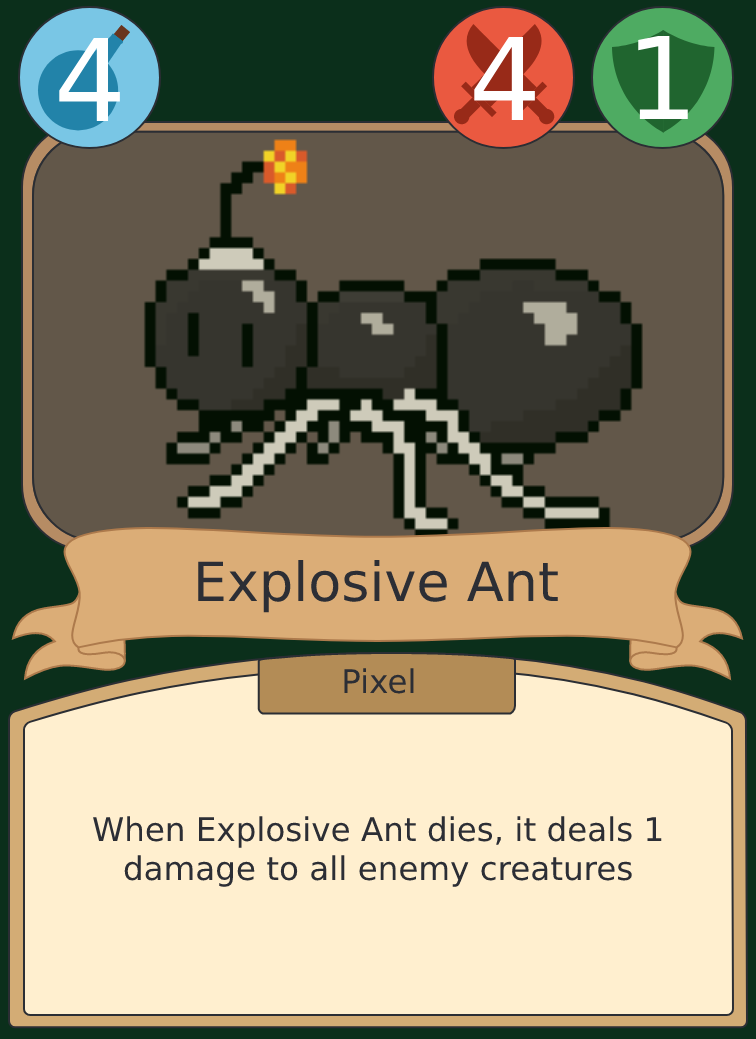 4 4 1
Explosive Ant
Pixel
When Explosive Ant dies, it deals 1
damage to all enemy creatures